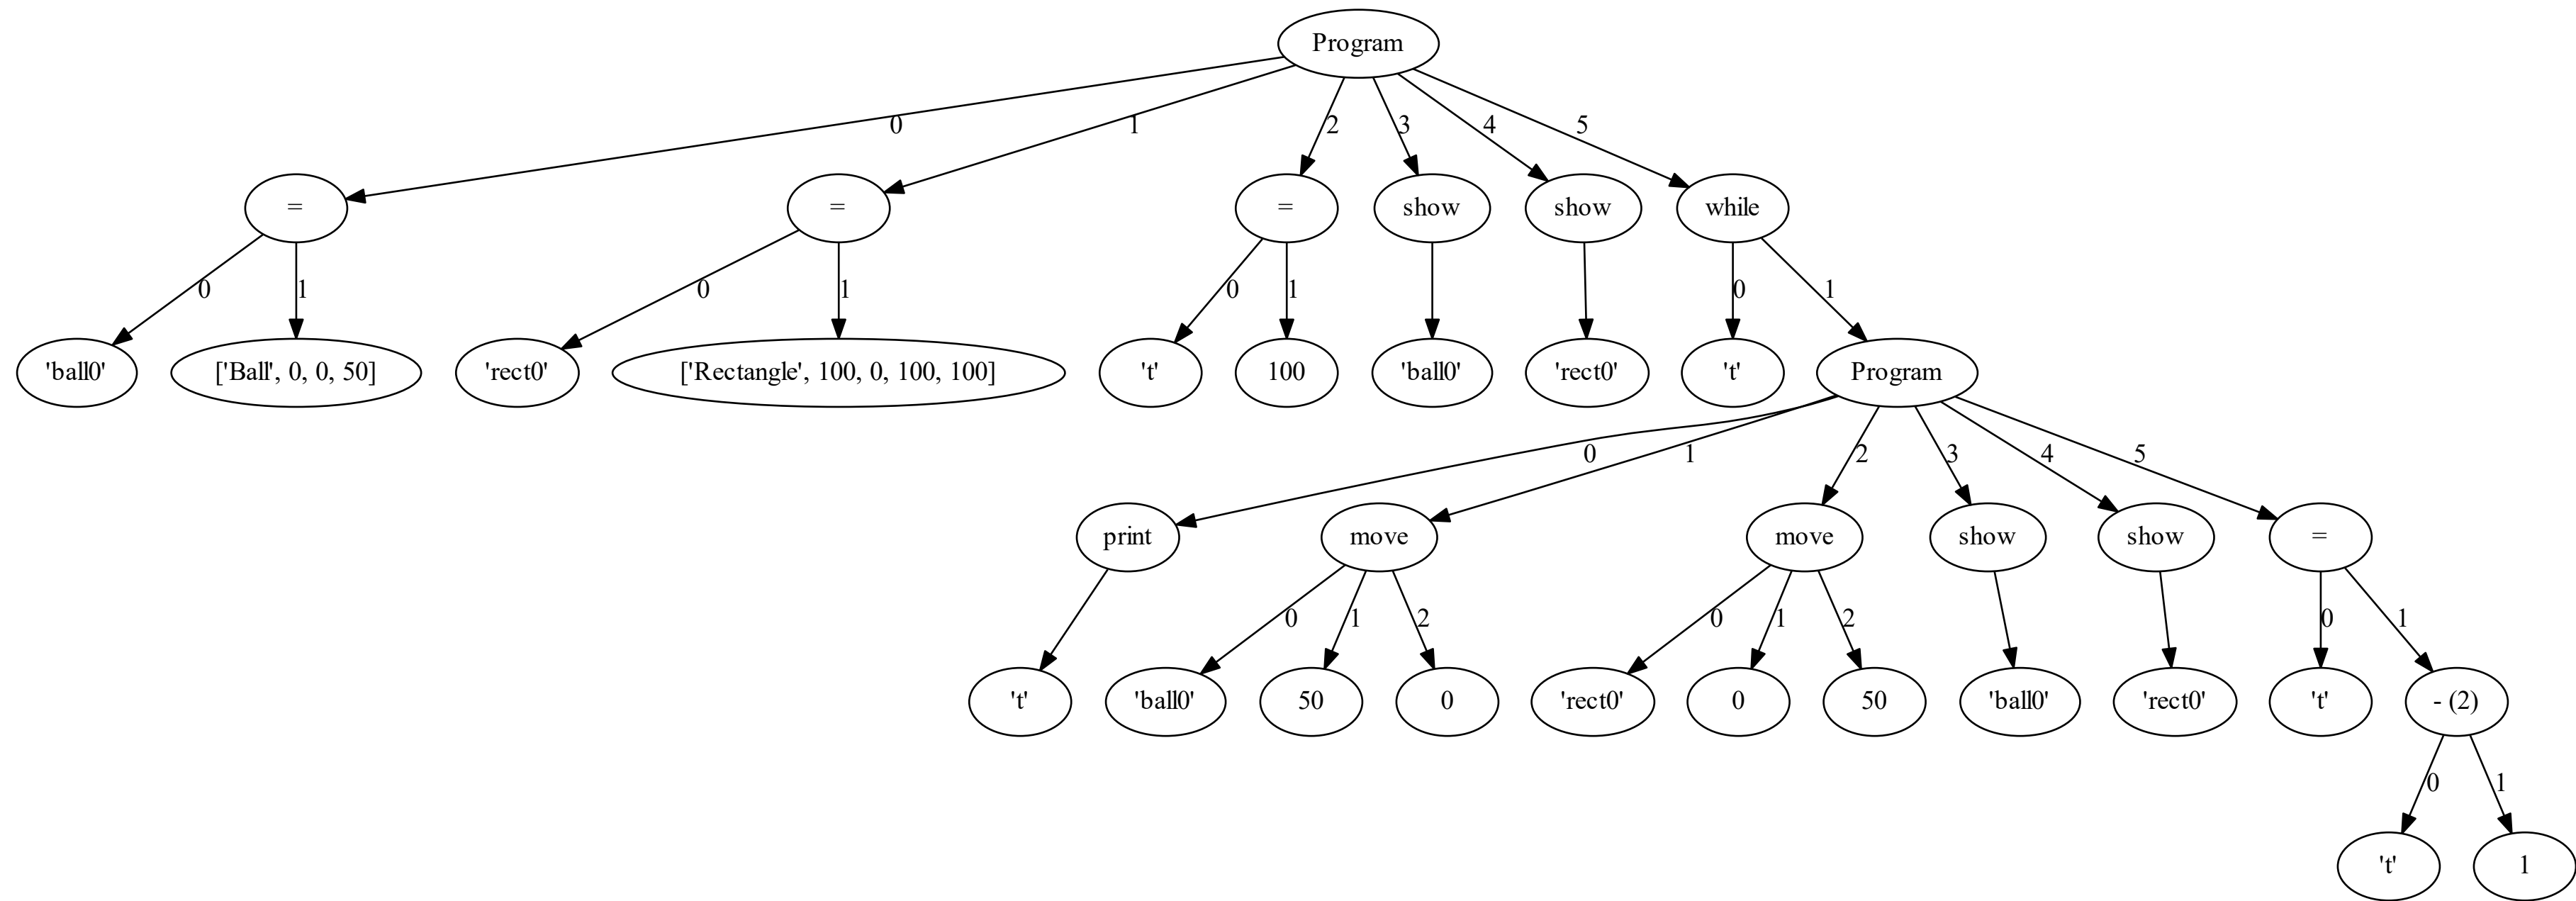 Program
0 1 2 3 4 5
= = = show show while
0 1 0 1 0 1 0 1
'ball0' ['Ball', 0, 0, 50] 'rect0' ['Rectangle', 100, 0, 100, 100] 't' 100 'ball0' 'rect0' 't' Program
0 1 2 3 4 5
print move move show show =
0 1 2 0 1 2 0 1
't' 'ball0' 50 0 'rect0' 0 50 'ball0' 'rect0' 't' - (2)
0 1
't' 1